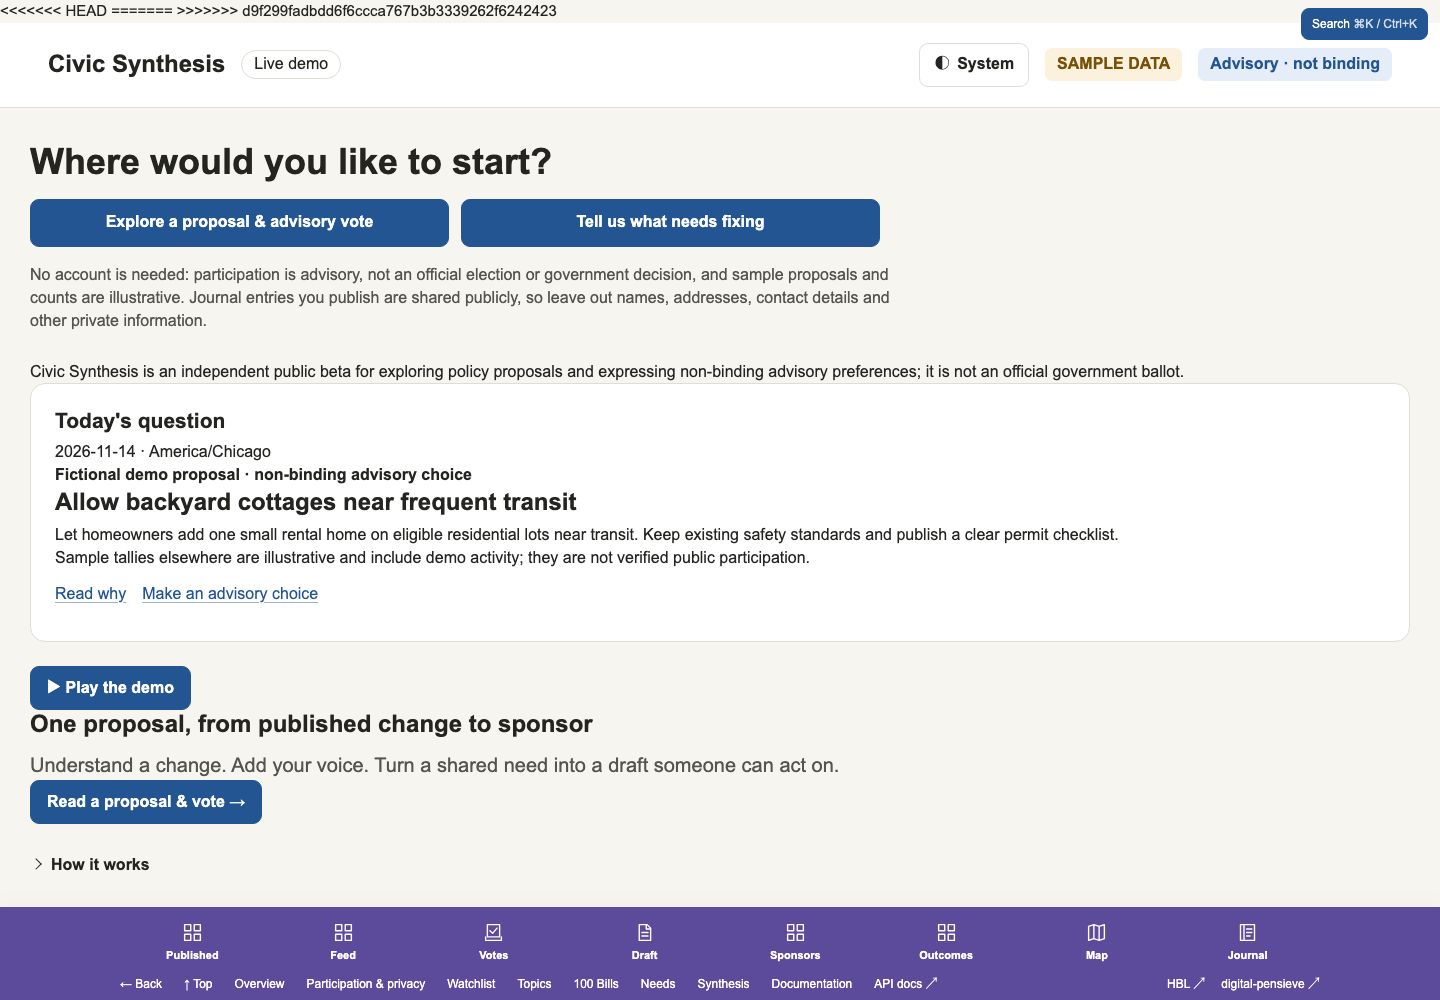 <<<<<<< HEAD ======= >>>>>>> d9f299fadbdd6f6ccca767b3b3339262f6242423
Search ⌘K / Ctrl+K
Civic Synthesis
Live demo
System
SAMPLE DATA
Advisory · not binding
Where would you like to start?
Explore a proposal & advisory vote
Tell us what needs fixing
No account is needed: participation is advisory, not an official election or government decision, and sample proposals and
counts are illustrative. Journal entries you publish are shared publicly, so leave out names, addresses, contact details and
other private information.
Civic Synthesis is an independent public beta for exploring policy proposals and expressing non-binding advisory preferences; it is not an official government ballot.
Today's question
2026-11-14 · America/Chicago
Fictional demo proposal · non-binding advisory choice
Allow backyard cottages near frequent transit
Let homeowners add one small rental home on eligible residential lots near transit. Keep existing safety standards and publish a clear permit checklist.
Sample tallies elsewhere are illustrative and include demo activity; they are not verified public participation.
Read why Make an advisory choice
▶ Play the demo
One proposal, from published change to sponsor
Understand a change. Add your voice. Turn a shared need into a draft someone can act on.
Read a proposal & vote →
How it works
Published Feed Votes Draft Sponsors Outcomes Map Journal
← Back ↑ Top Overview Participation & privacy Watchlist Topics 100 Bills Needs Synthesis Documentation API docs ↗ HBL ↗ digital-pensieve ↗